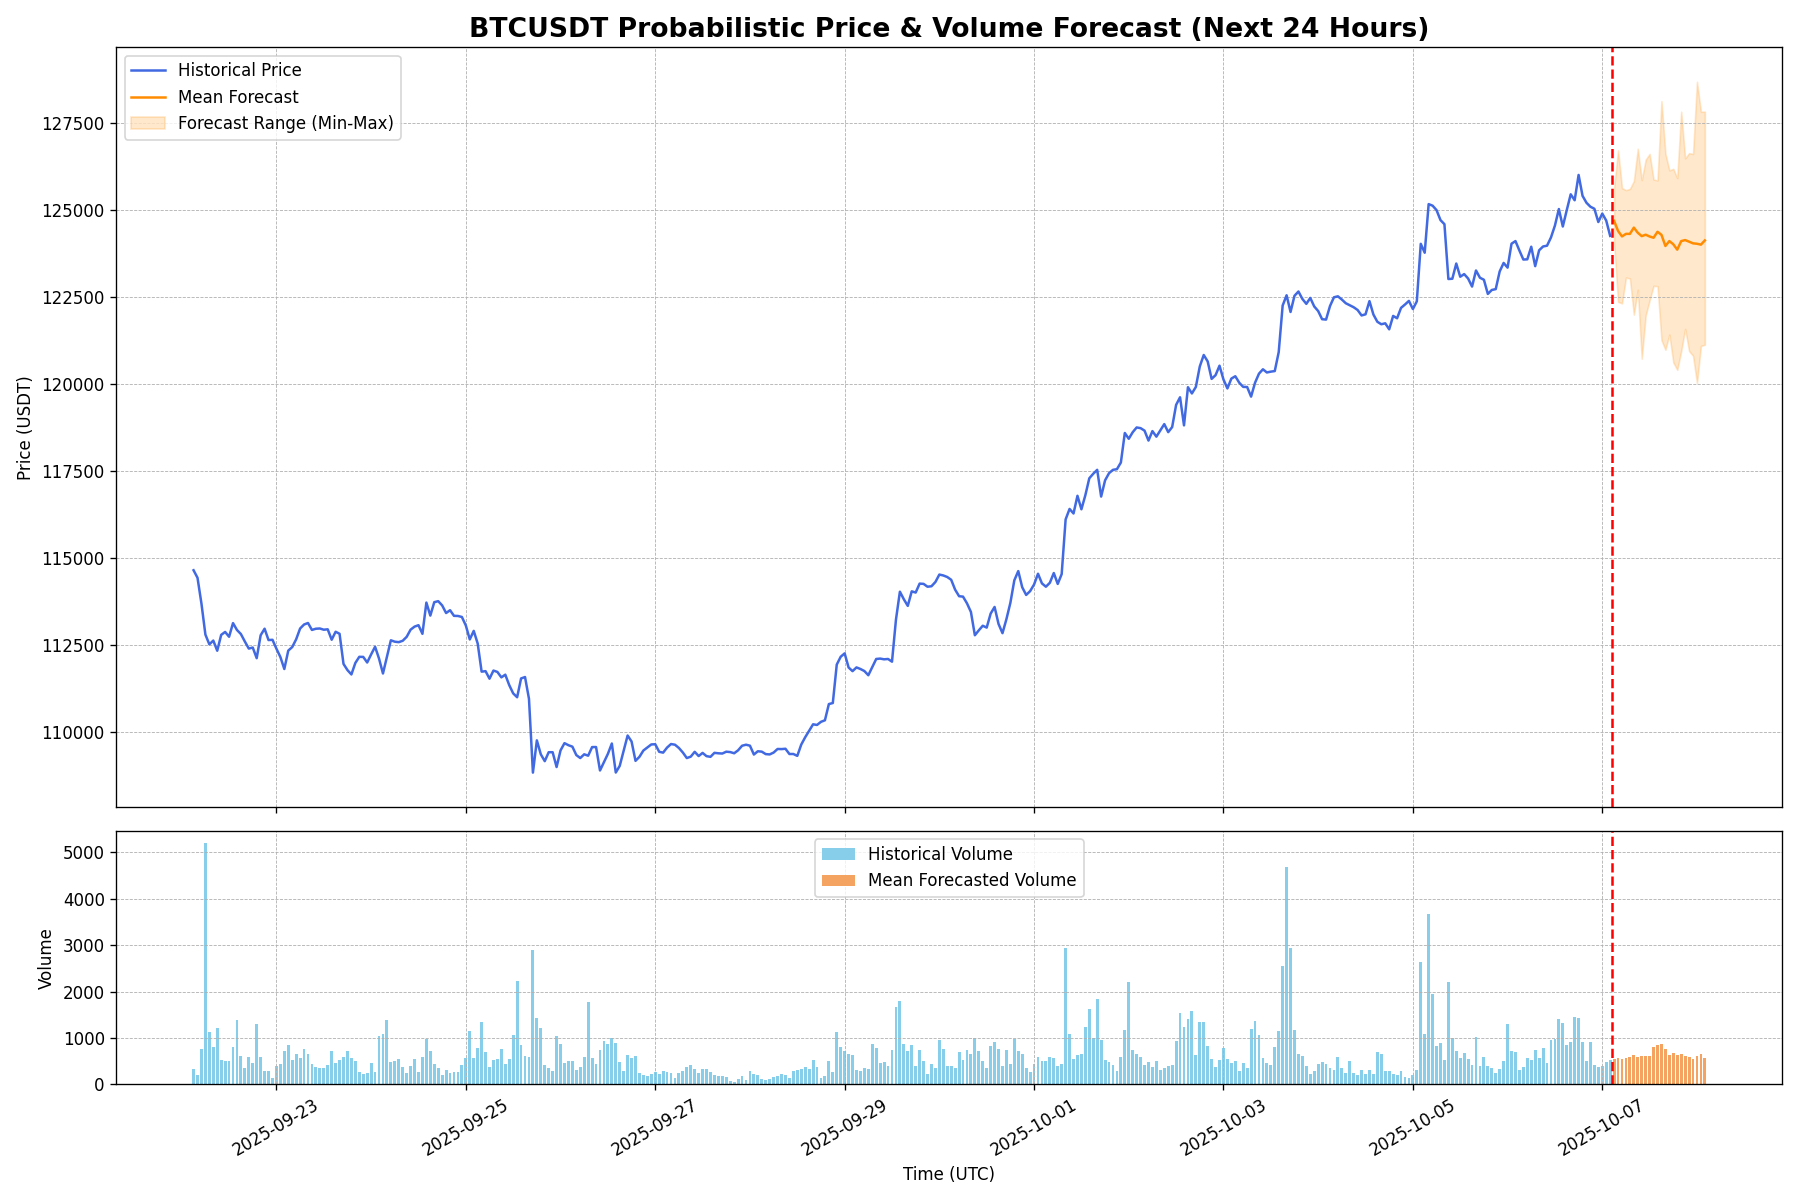 BTCUSDT Probabilistic Price & Volume Forecast (Next 24 Hours)
Historical Price
Mean Forecast
Forecast Range (Min-Max)
127500
125000
122500
120000
117500
115000
112500
110000
Price (USDT)
Historical Volume
Mean Forecasted Volume
5000
4000
3000
2000
1000
0
Volume
2025-09-23
2025-09-25
2025-09-27
2025-09-29
2025-10-01
2025-10-03
2025-10-05
2025-10-07
Time (UTC)